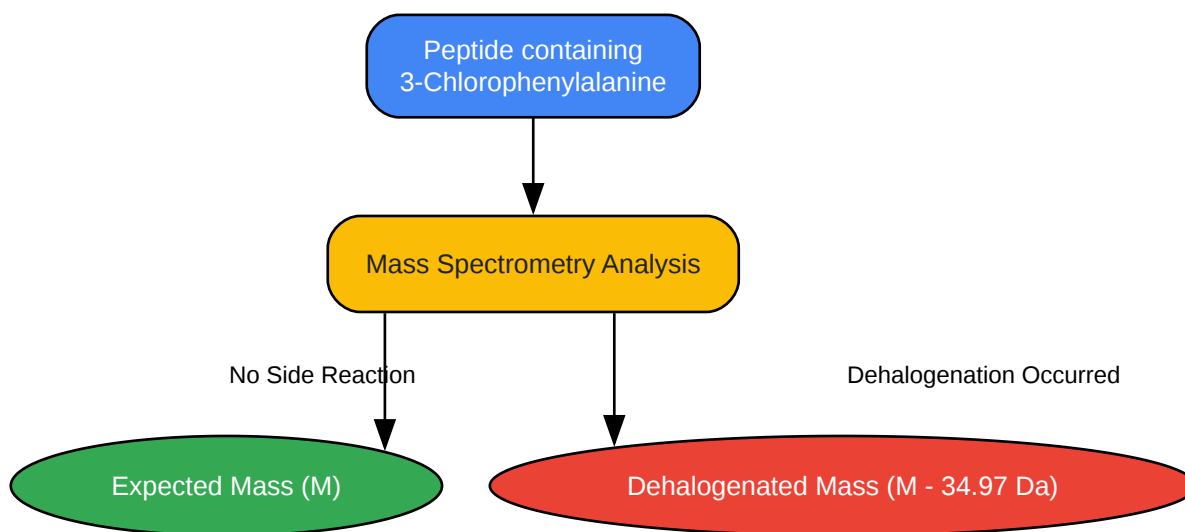 Peptide containing
3-Chlorophenylalanine
Mass Spectrometry Analysis
No Side Reaction
Dehalogenation Occurred
Expected Mass (M)
Dehalogenated Mass (M - 34.97 Da)